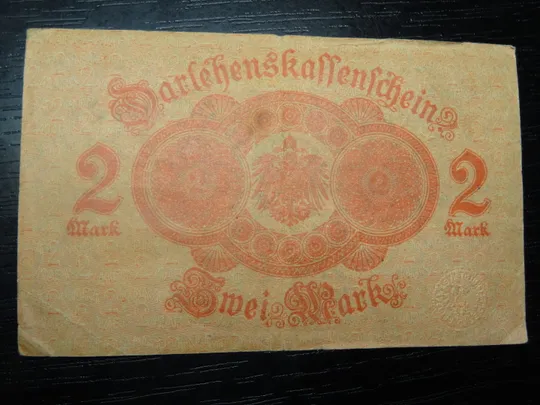 Darlehenskassenschein
2 2
Mark Mark
Zwei Mark